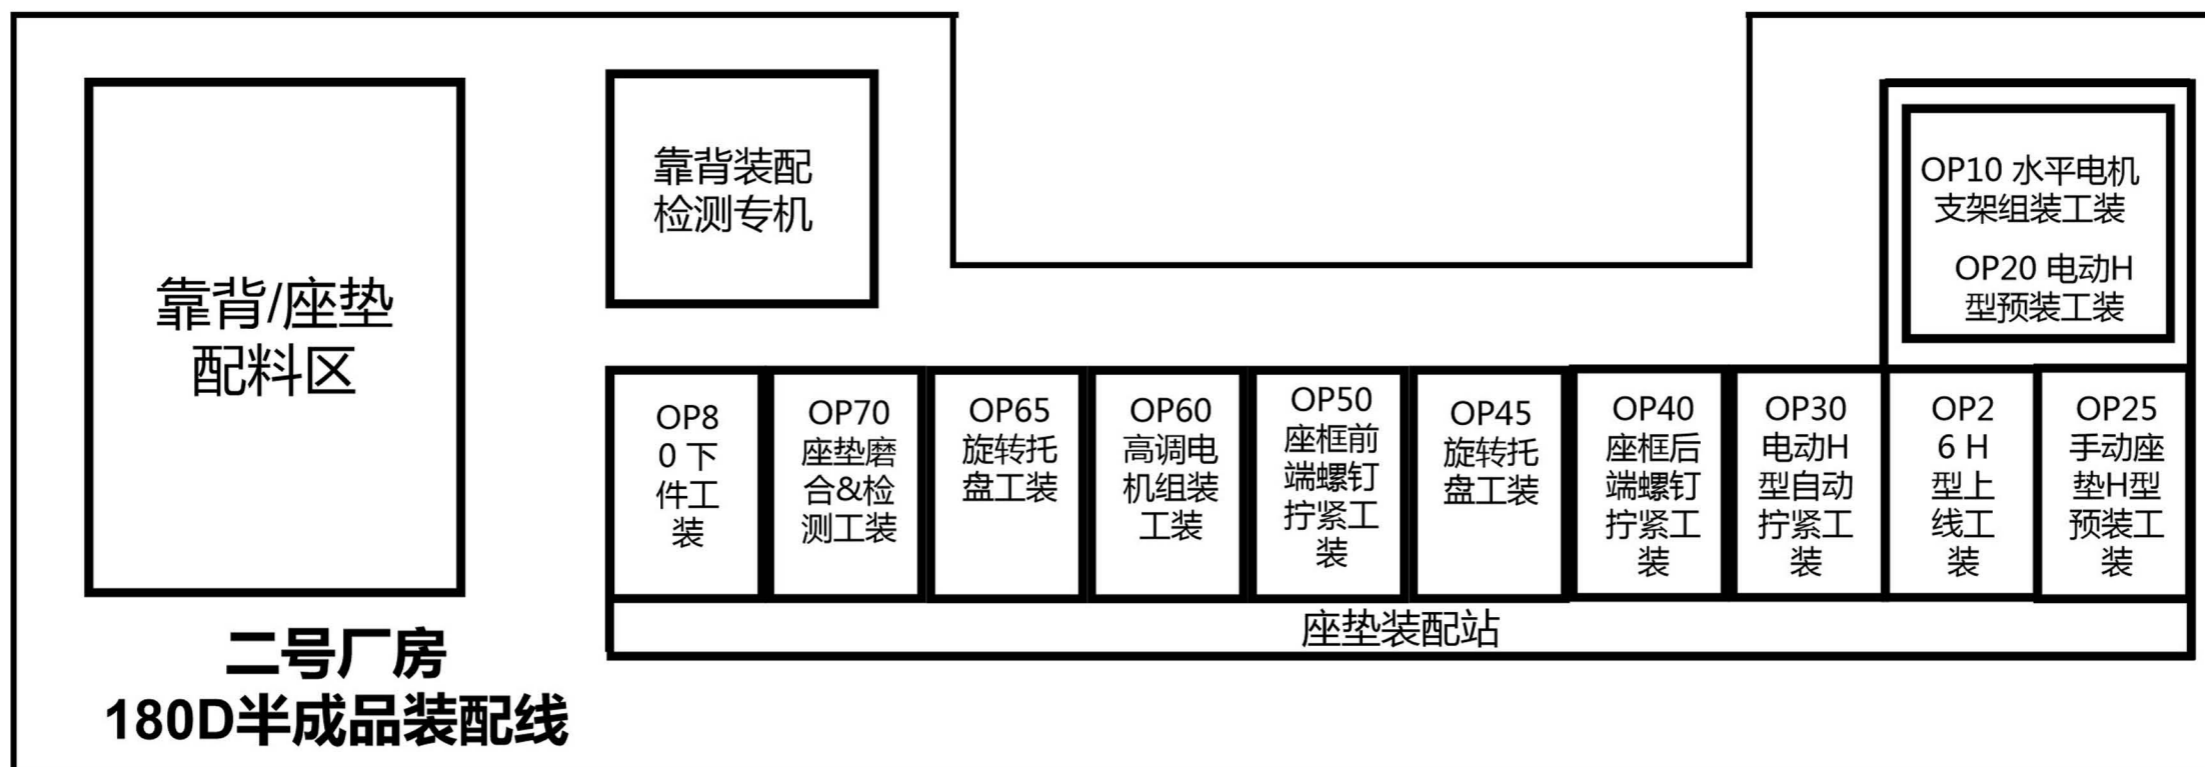 靠背/座垫
配料区
靠背装配
检测专机
OP10 水平电机
支架组装工装
OP20 电动H
型预装工装
OP8
0 下
件工
装
OP70
座垫磨
合&检
测工装
OP65
旋转托
盘工装
OP60
高调电
机组装
工装
OP50
座框前
端螺钉
拧紧工
装
OP45
旋转托
盘工装
OP40
座框后
端螺钉
拧紧工
装
OP30
电动H
型自动
拧紧工
装
OP2
6 H
型上
线工
装
OP25
手动座
垫H型
预装工
装
座垫装配站
二号厂房
180D半成品装配线